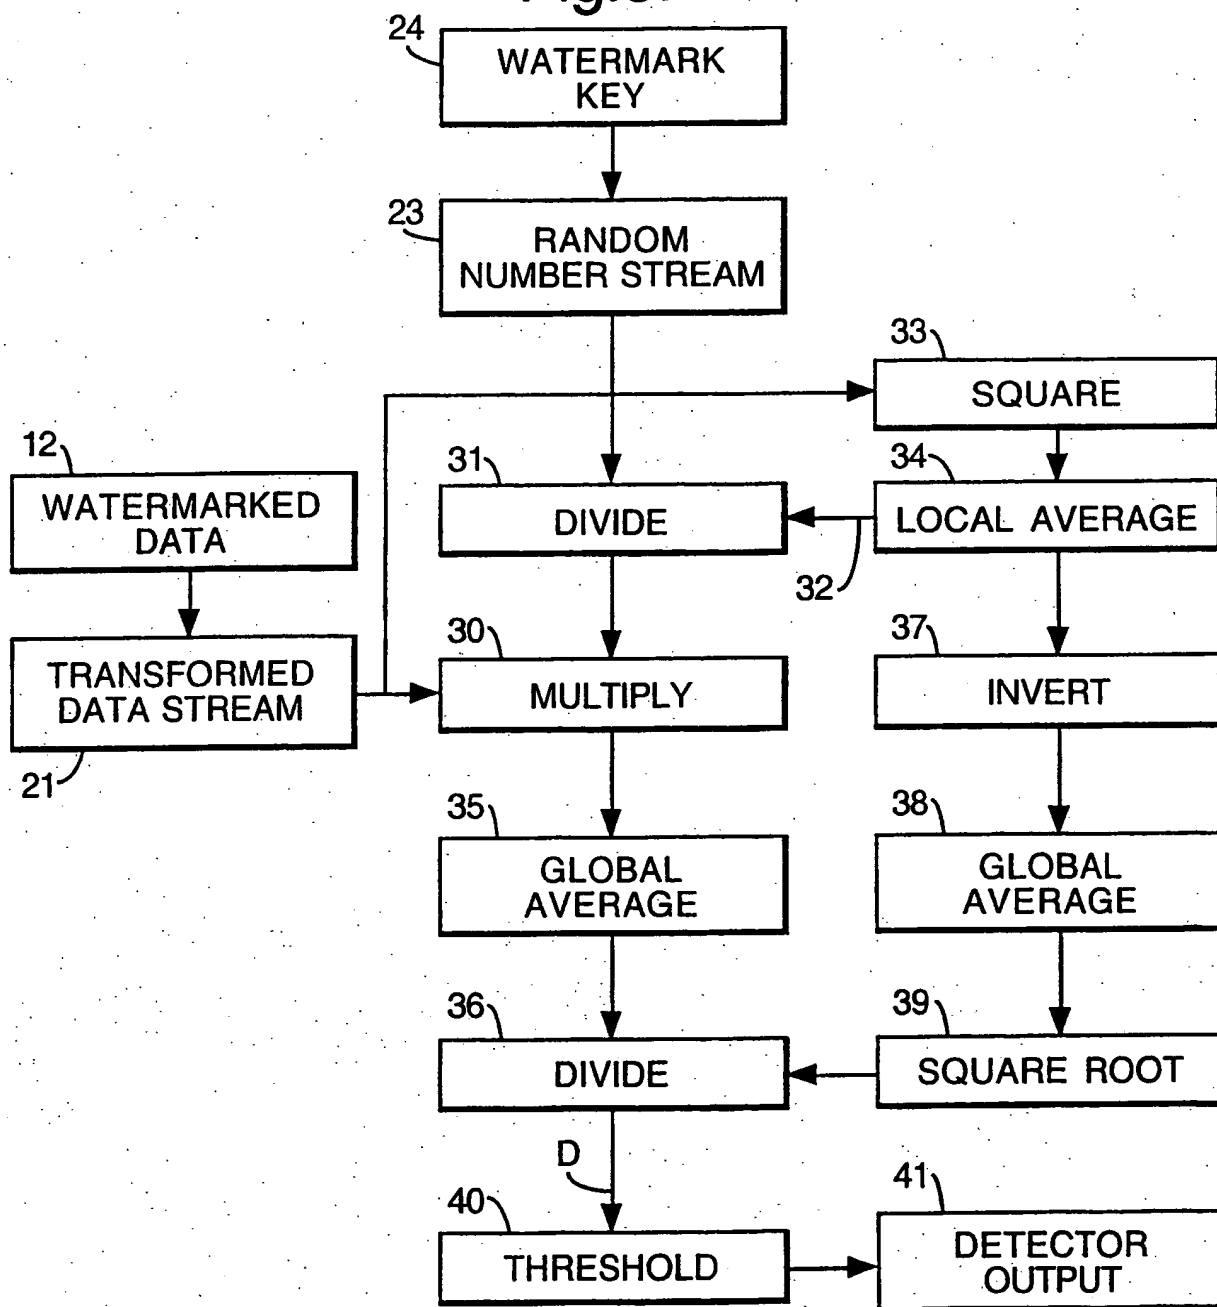 24
WATERMARK
KEY
23
RANDOM
NUMBER STREAM
33
SQUARE
12
WATERMARKED
DATA
31
DIVIDE
34
LOCAL AVERAGE
32
TRANSFORMED
DATA STREAM
21
30
MULTIPLY
37
INVERT
35
GLOBAL
AVERAGE
38
GLOBAL
AVERAGE
36
DIVIDE
39
SQUARE ROOT
D
40
THRESHOLD
41
DETECTOR
OUTPUT